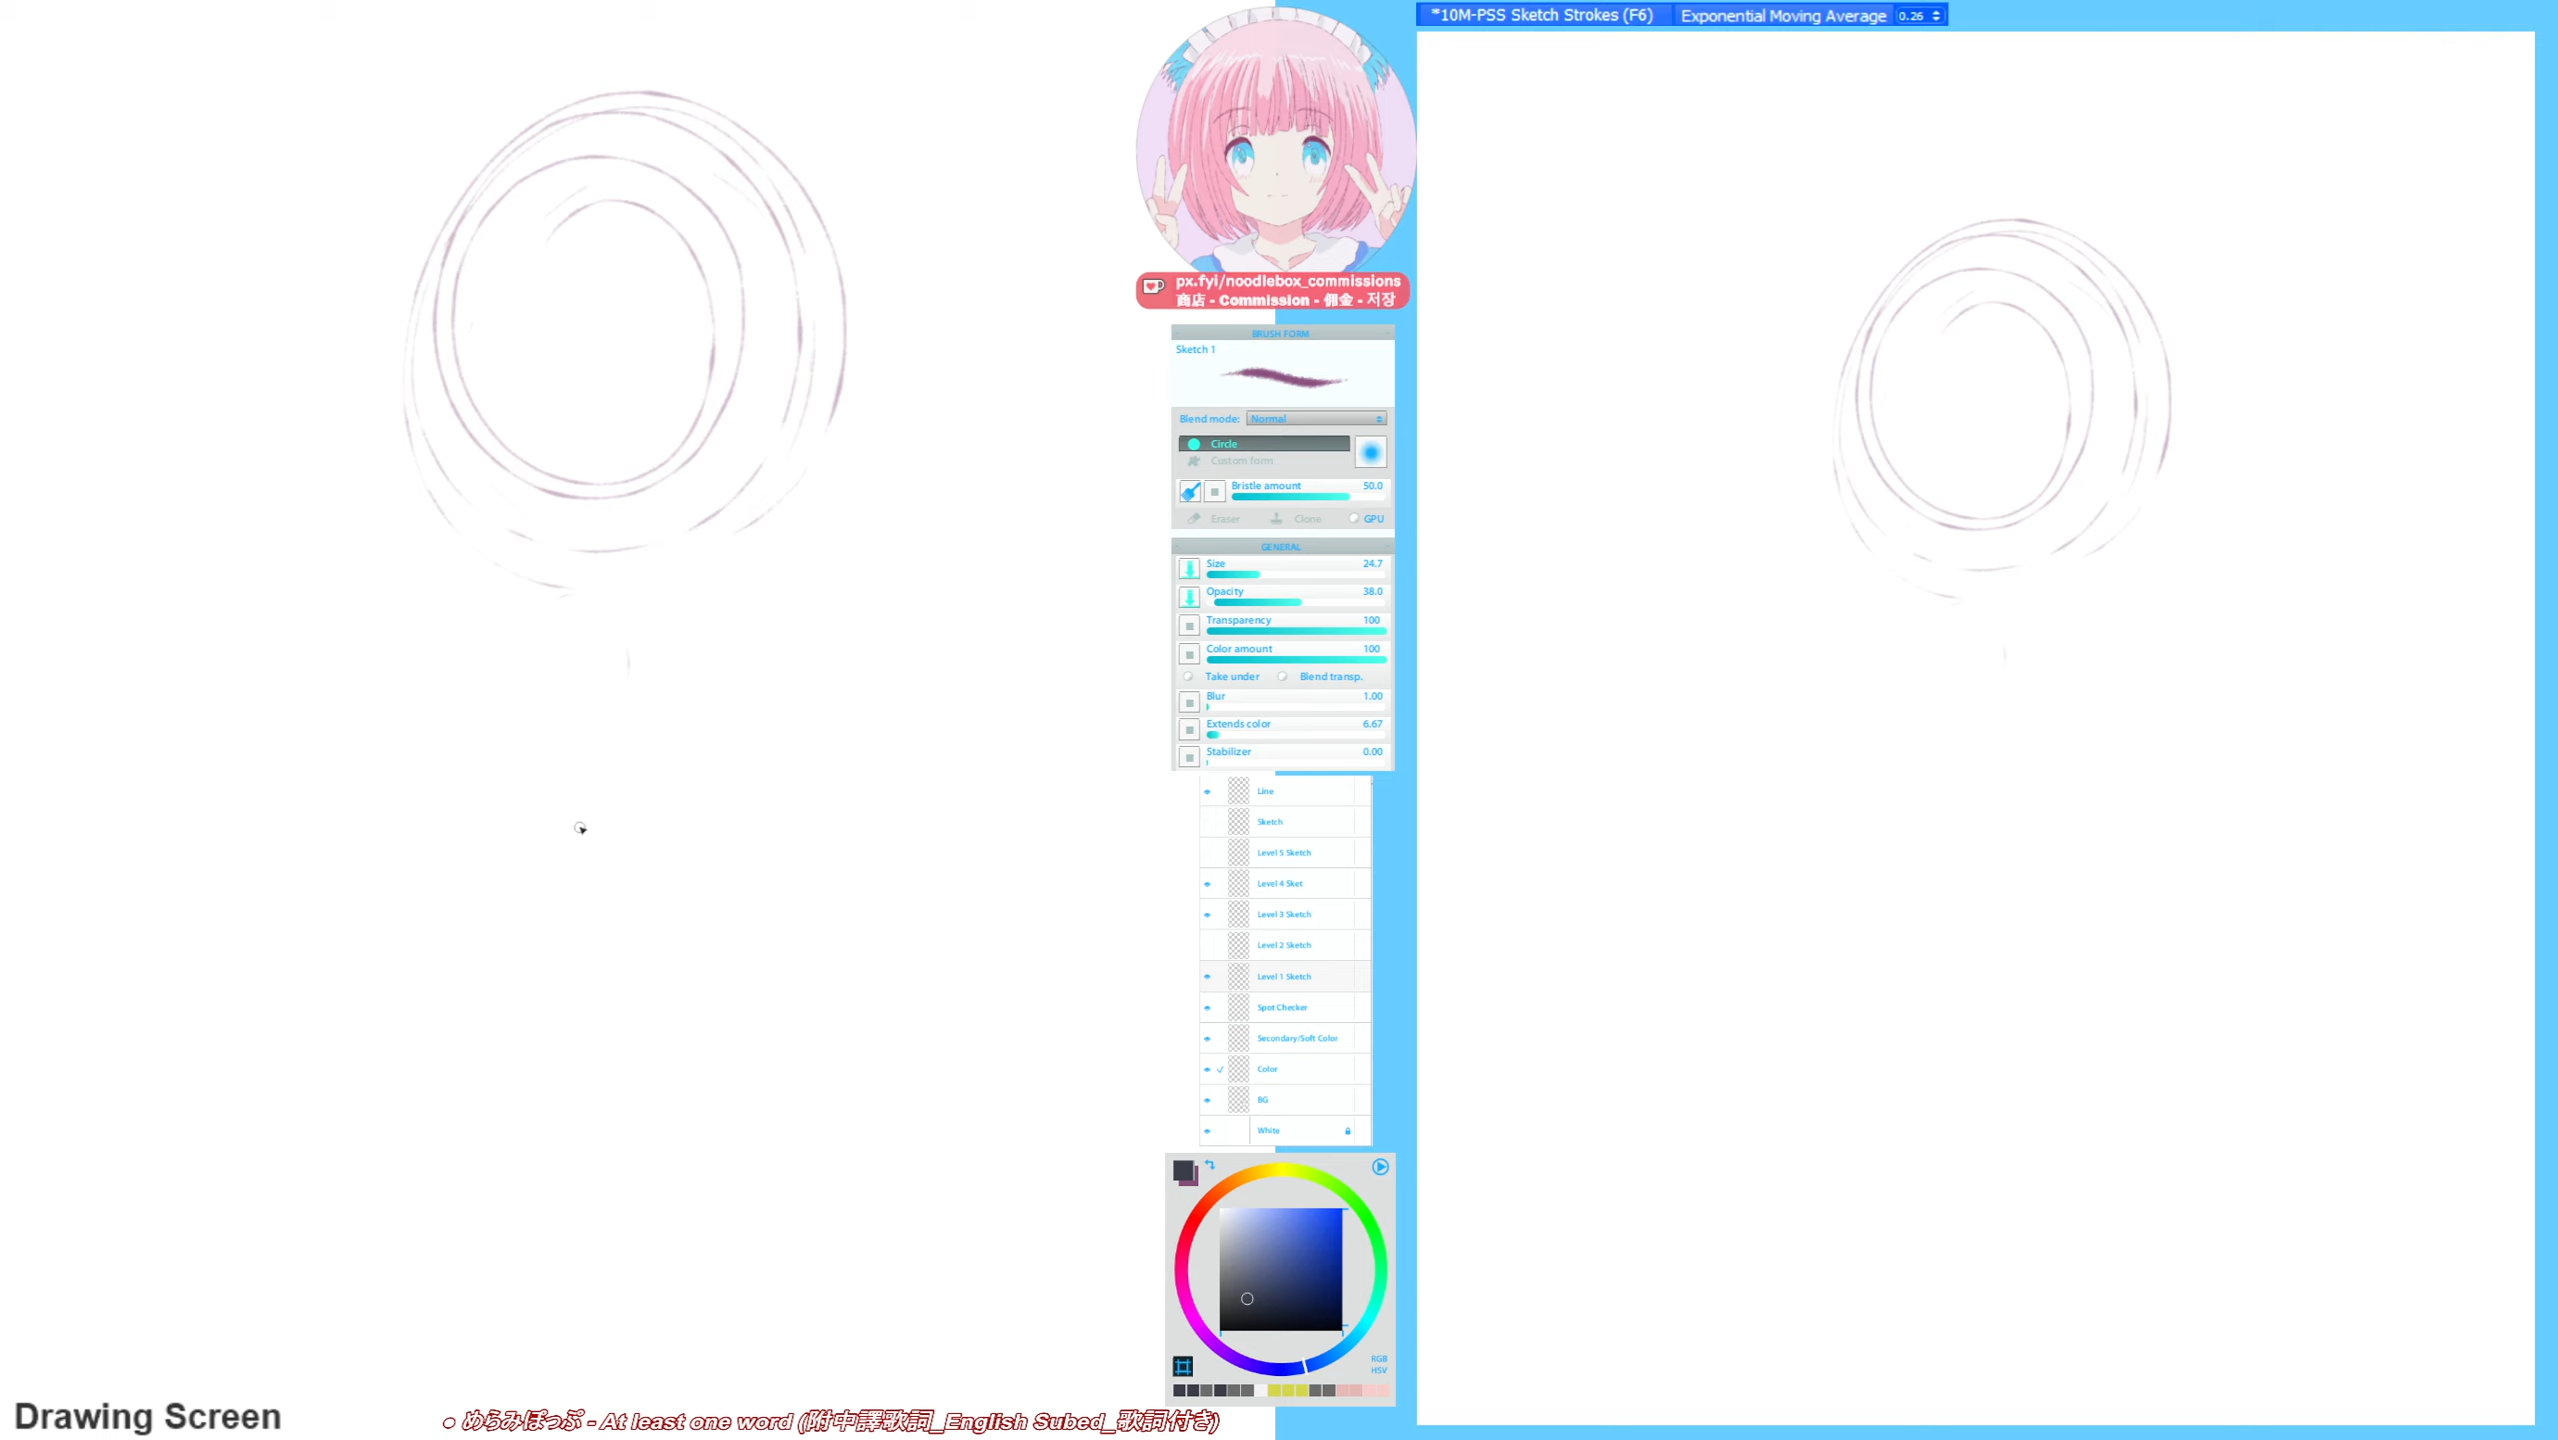 *10M-PSS Sketch Strokes (F6) Exponential Moving Average 0.26
px.fyi/noodlebox_commissions
商店 - Commission - 佣金 - 저장
BRUSH FORM
Sketch 1
Blend mode: Normal
Circle
Custom form
Bristle amount 50.0
Eraser Clone GPU
GENERAL
Size 24.7
Opacity 38.0
Transparency 100
Color amount 100
Take under Blend transp.
Blur 1.00
Extends color 6.67
Stabilizer 0.00
Line
Sketch
Level 5 Sketch
Level 4 Sket
Level 3 Sketch
Level 2 Sketch
Level 1 Sketch
Spot Checker
Secondary/Soft Color
Color
BG
White
RGB
HSV
Drawing Screen
• めらみぽっぷ - At least one word (附中譯歌詞_English Subed_歌詞付き)